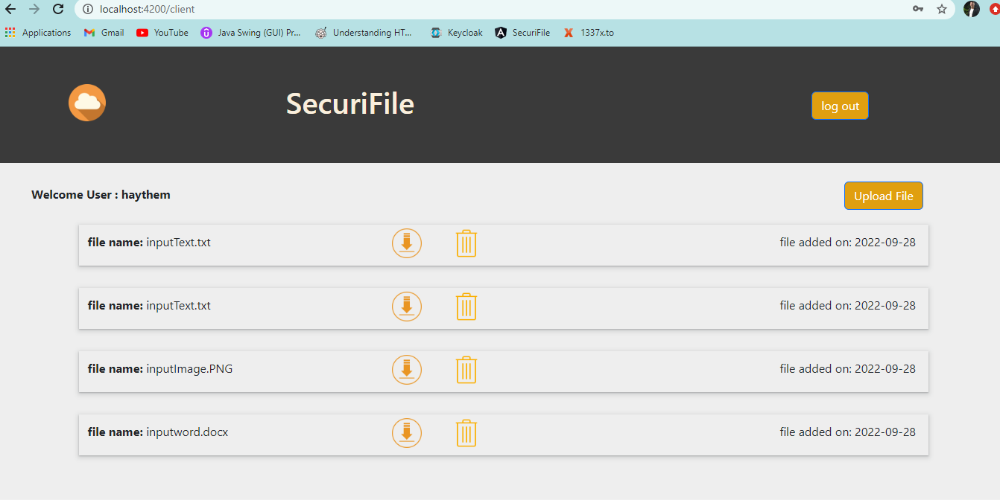 localhost:4200/client
Applications Gmail YouTube Java Swing (GUI) Pr... Understanding HT... Keycloak SecuriFile 1337x.to
SecuriFile log out
Welcome User : haythem Upload File
file name: inputText.txt file added on: 2022-09-28
file name: inputText.txt file added on: 2022-09-28
file name: inputImage.PNG file added on: 2022-09-28
file name: inputword.docx file added on: 2022-09-28